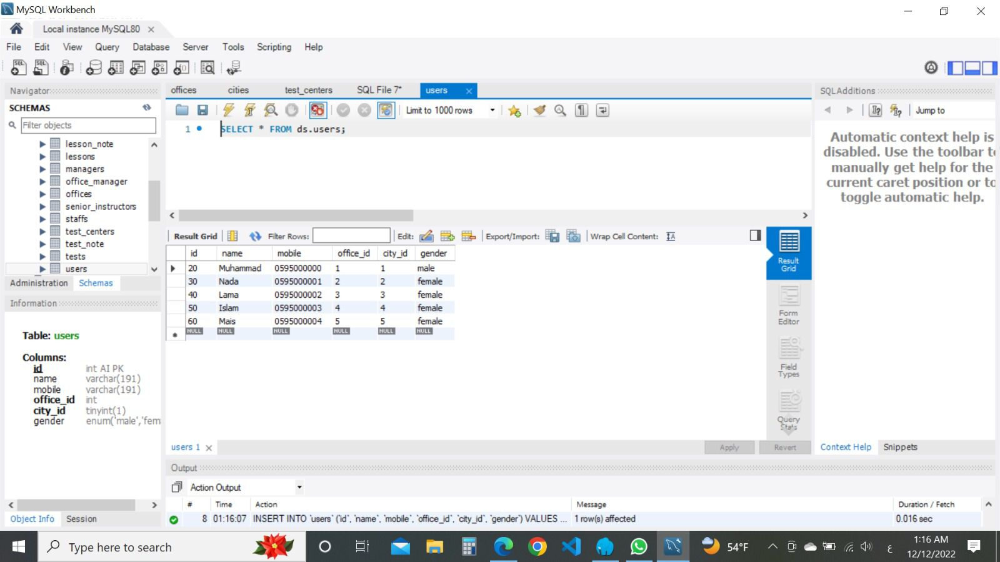 MySQL Workbench
Local instance MySQL80
File Edit View Query Database Server Tools Scripting Help
Navigator
SCHEMAS
Filter objects
lesson_note
lessons
managers
office_manager
offices
senior_instructors
staffs
test_centers
test_note
tests
users
Administration Schemas
Information
Table: users
Columns:
id int AI PK
name varchar(191)
mobile varchar(191)
office_id int
city_id tinyint(1)
gender enum('male','fem
Object Info Session
offices cities test_centers SQL File 7* users
Limit to 1000 rows
1 SELECT * FROM ds.users;
Result Grid Filter Rows: Edit: Export/Import: Wrap Cell Content:
id name mobile office_id city_id gender
20 Muhammad 0595000000 1 1 male
30 Nada 0595000001 2 2 female
40 Lama 0595000002 3 3 female
50 Islam 0595000003 4 4 female
60 Mais 0595000004 5 5 female
NULL NULL NULL NULL NULL NULL
Result
Grid
Form
Editor
Field
Types
Query
Stats
users 1 Apply Revert
SQLAdditions
Jump to
Automatic context help is
disabled. Use the toolbar t
manually get help for the
current caret position or to
toggle automatic help.
Context Help Snippets
Output
Action Output
# Time Action Message Duration / Fetch
8 01:16:07 INSERT INTO `users` (`id`, `name`, `mobile`, `office_id`, `city_id`, `gender`) VALUES ... 1 row(s) affected 0.016 sec
Type here to search
54°F
ع
1:16 AM
12/12/2022